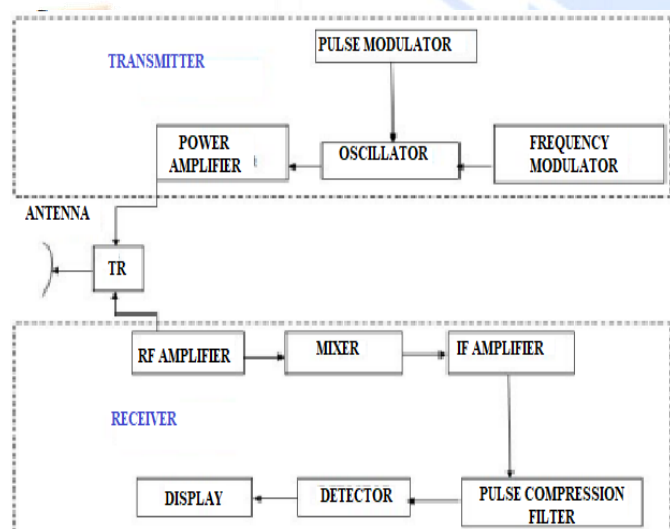 PULSE MODULATOR
TRANSMITTER
POWER
AMPLIFIER
OSCILLATOR
FREQUENCY
MODULATOR
ANTENNA
TR
RF AMPLIFIER
MIXER
IF AMPLIFIER
RECEIVER
DISPLAY
DETECTOR
PULSE COMPRESSION
FILTER